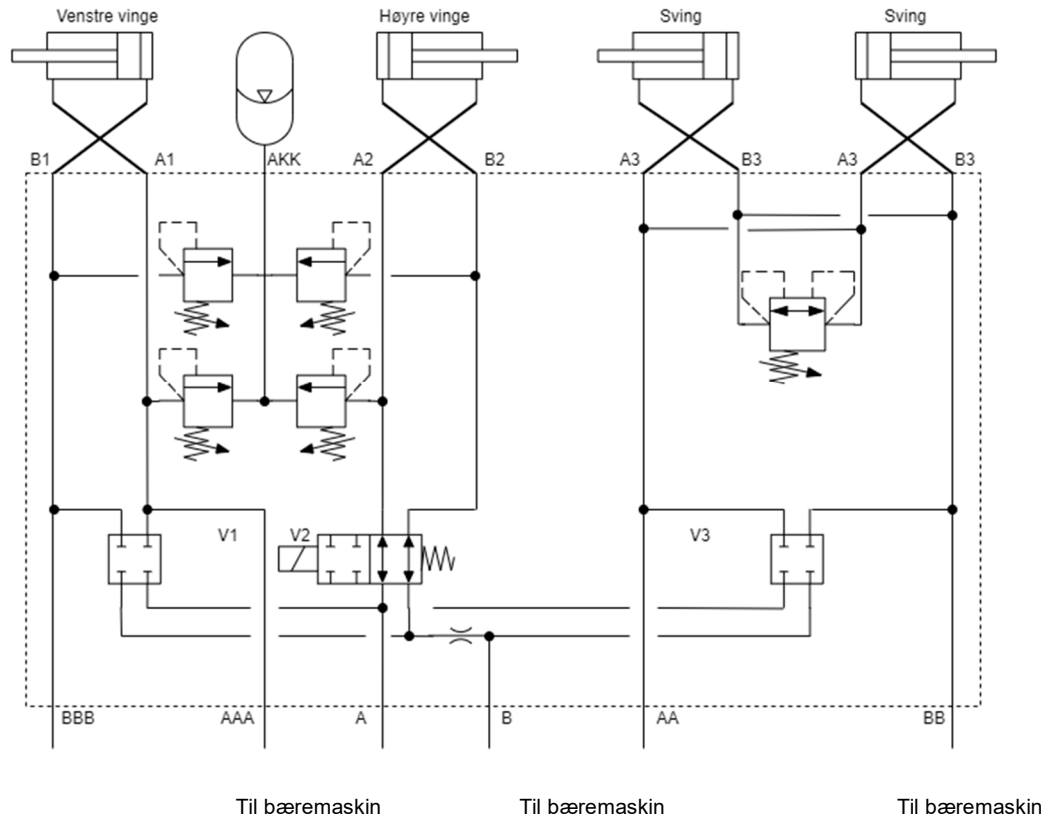 Venstre vinge
Høyre vinge
Sving
Sving
B1
A1
AKK
A2
B2
A3
B3
A3
B3
V1
V2
V3
BBB
AAA
A
B
AA
BB
Til bæremaskin
Til bæremaskin
Til bæremaskin